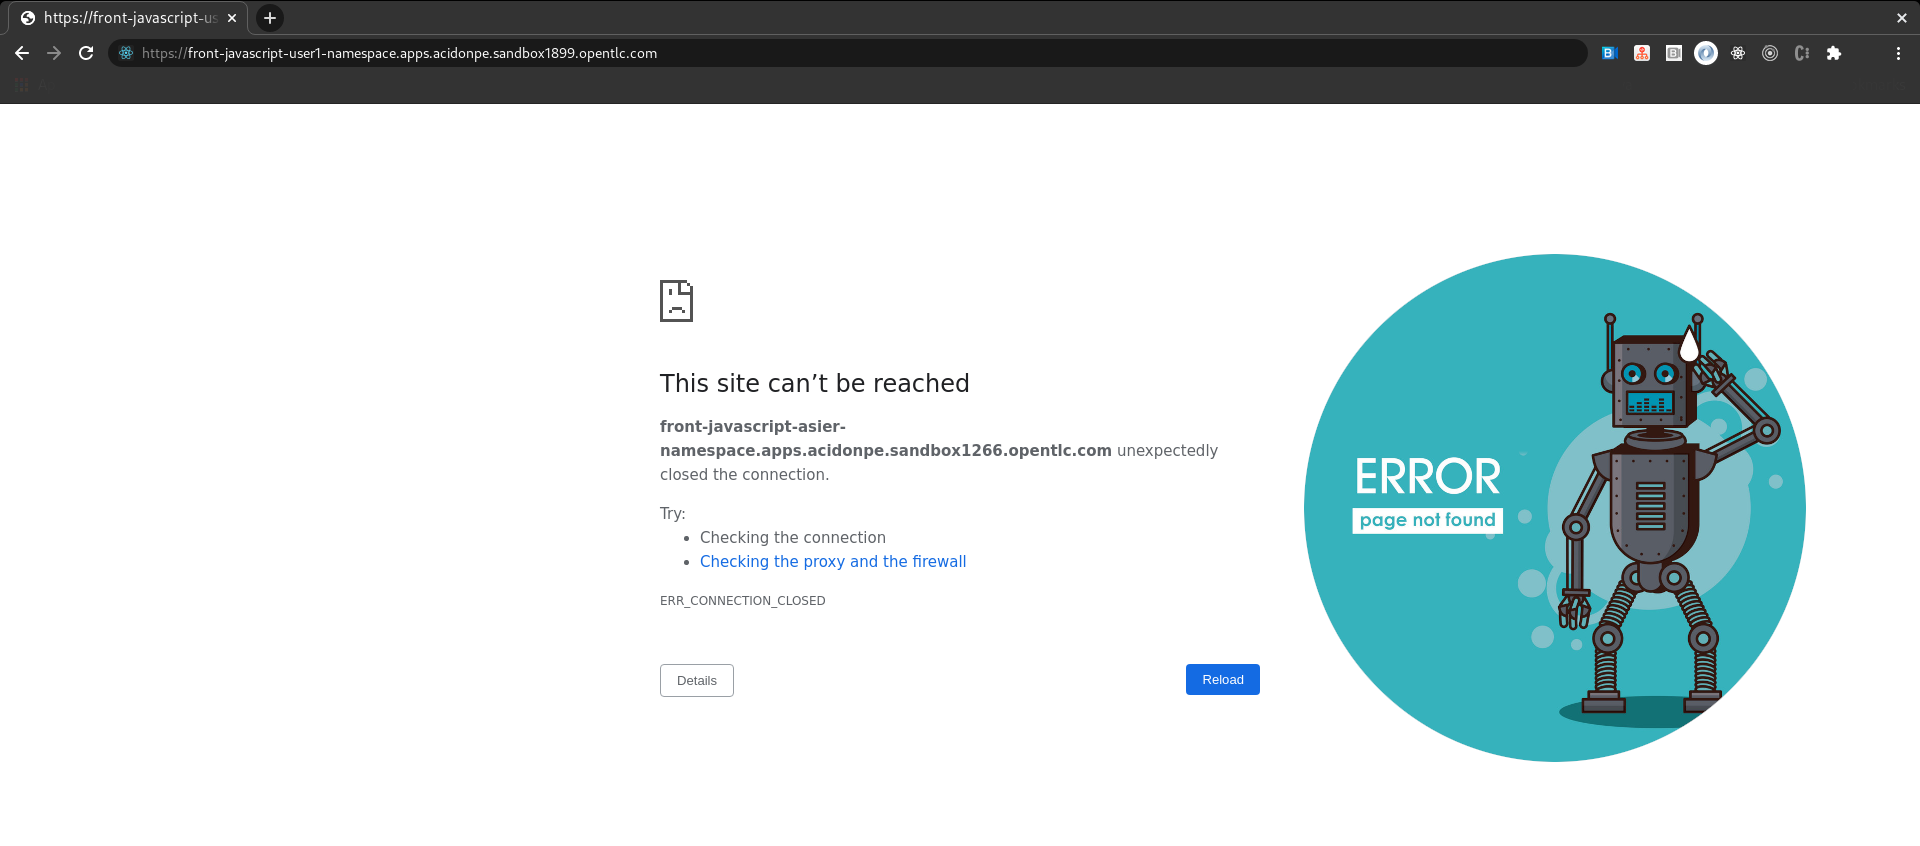 https://front-javascript-us
https://front-javascript-user1-namespace.apps.acidonpe.sandbox1899.opentlc.com
This site can’t be reached
front-javascript-asier-
namespace.apps.acidonpe.sandbox1266.opentlc.com unexpectedly
closed the connection.
Try:
• Checking the connection
• Checking the proxy and the firewall
ERR_CONNECTION_CLOSED
Details
Reload
ERROR
page not found